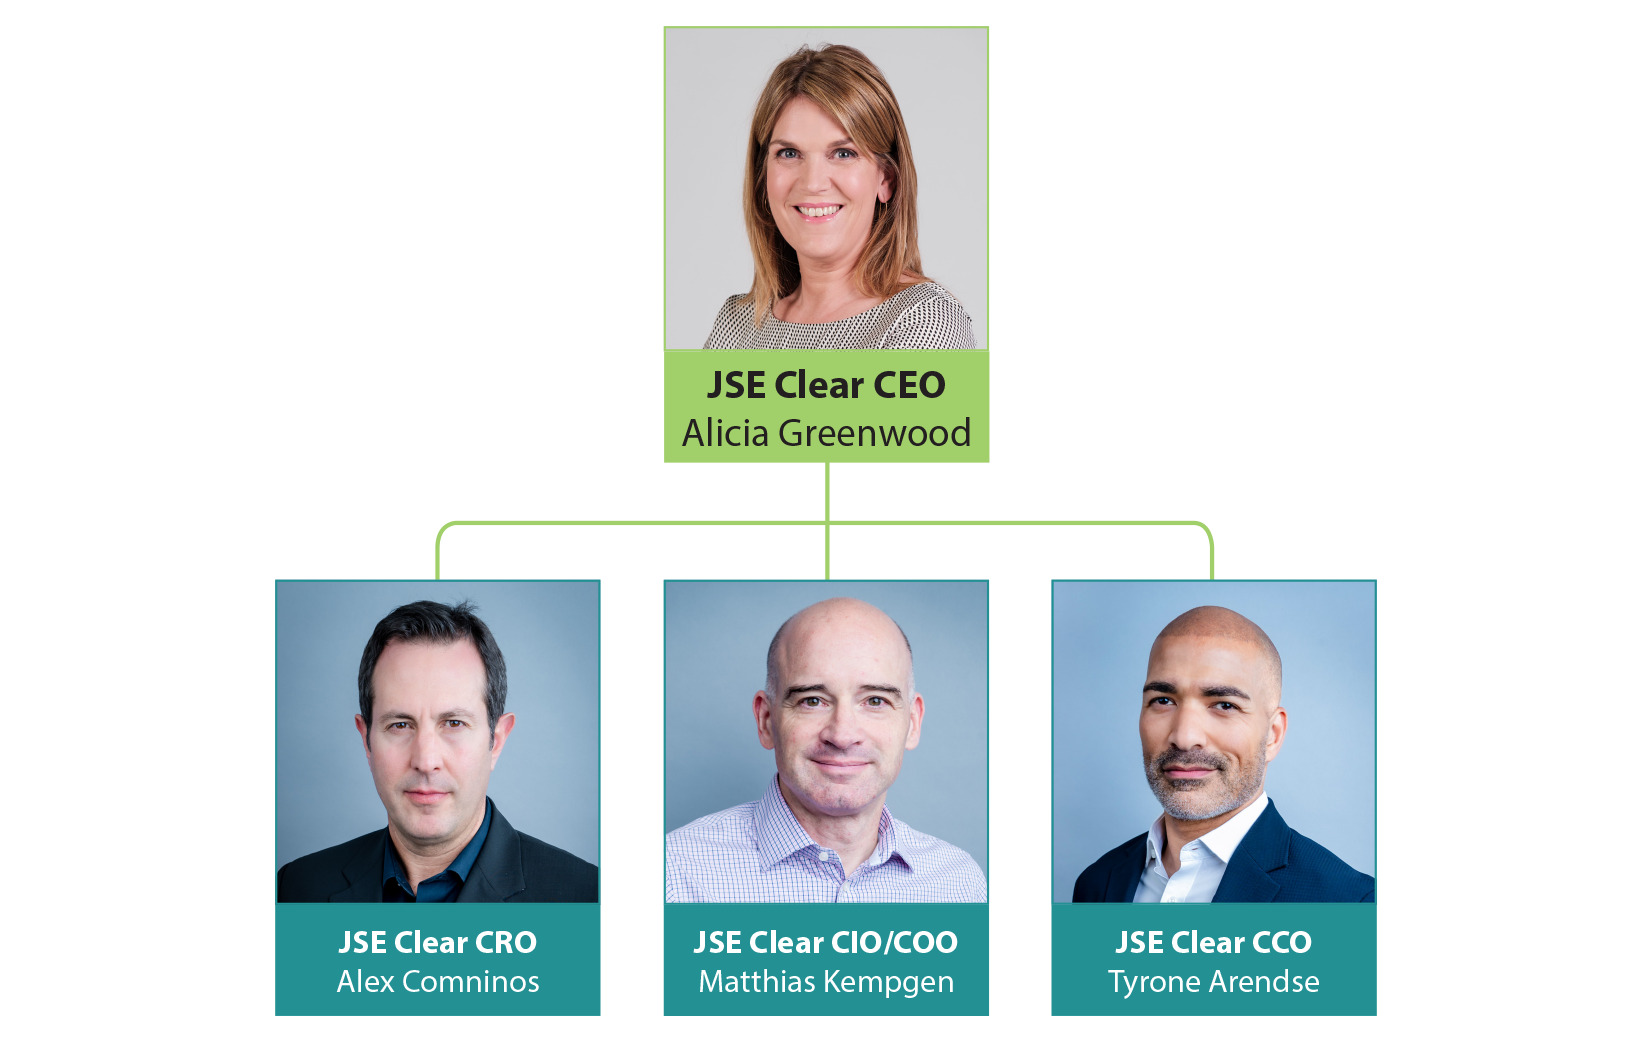 JSE Clear CEO
Alicia Greenwood
JSE Clear CRO
Alex Comninos
JSE Clear CIO/COO
Matthias Kempgen
JSE Clear CCO
Tyrone Arendse